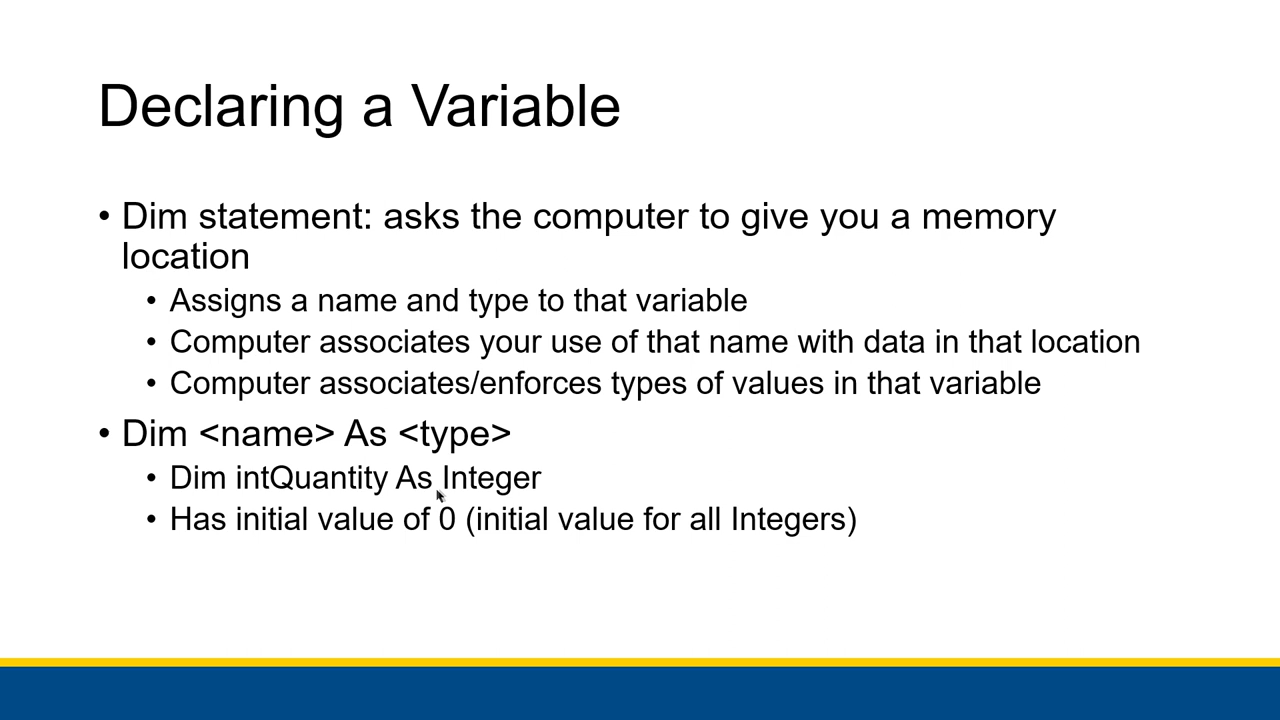 Declaring a Variable
• Dim statement: asks the computer to give you a memory
location
• Assigns a name and type to that variable
• Computer associates your use of that name with data in that location
• Computer associates/enforces types of values in that variable
• Dim <name> As <type>
• Dim intQuantity As Integer
• Has initial value of 0 (initial value for all Integers)